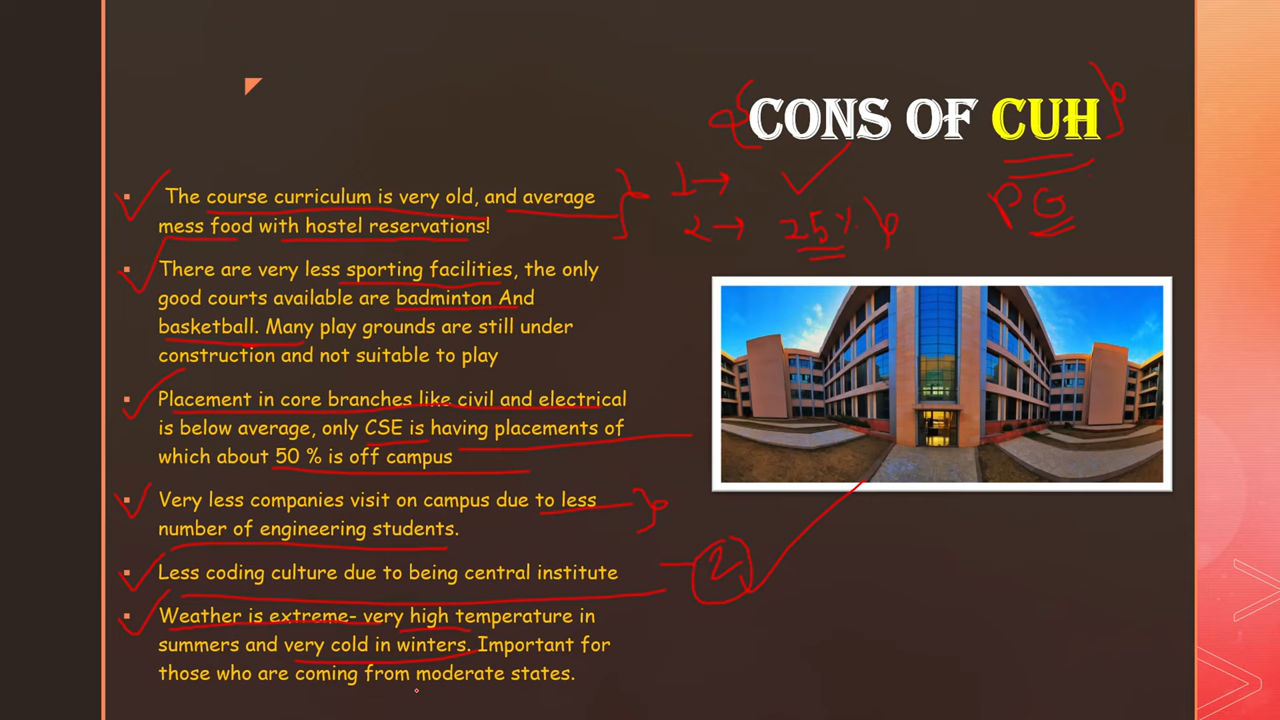 CONS OF CUH
The course curriculum is very old, and average
mess food with hostel reservations!
1→
2→ 25%
PG
There are very less sporting facilities, the only
good courts available are badminton And
basketball. Many play grounds are still under
construction and not suitable to play
Placement in core branches like civil and electrical
is below average, only CSE is having placements of
which about 50 % is off campus
Very less companies visit on campus due to less
number of engineering students.
Less coding culture due to being central institute
2
Weather is extreme- very high temperature in
summers and very cold in winters. Important for
those who are coming from moderate states.